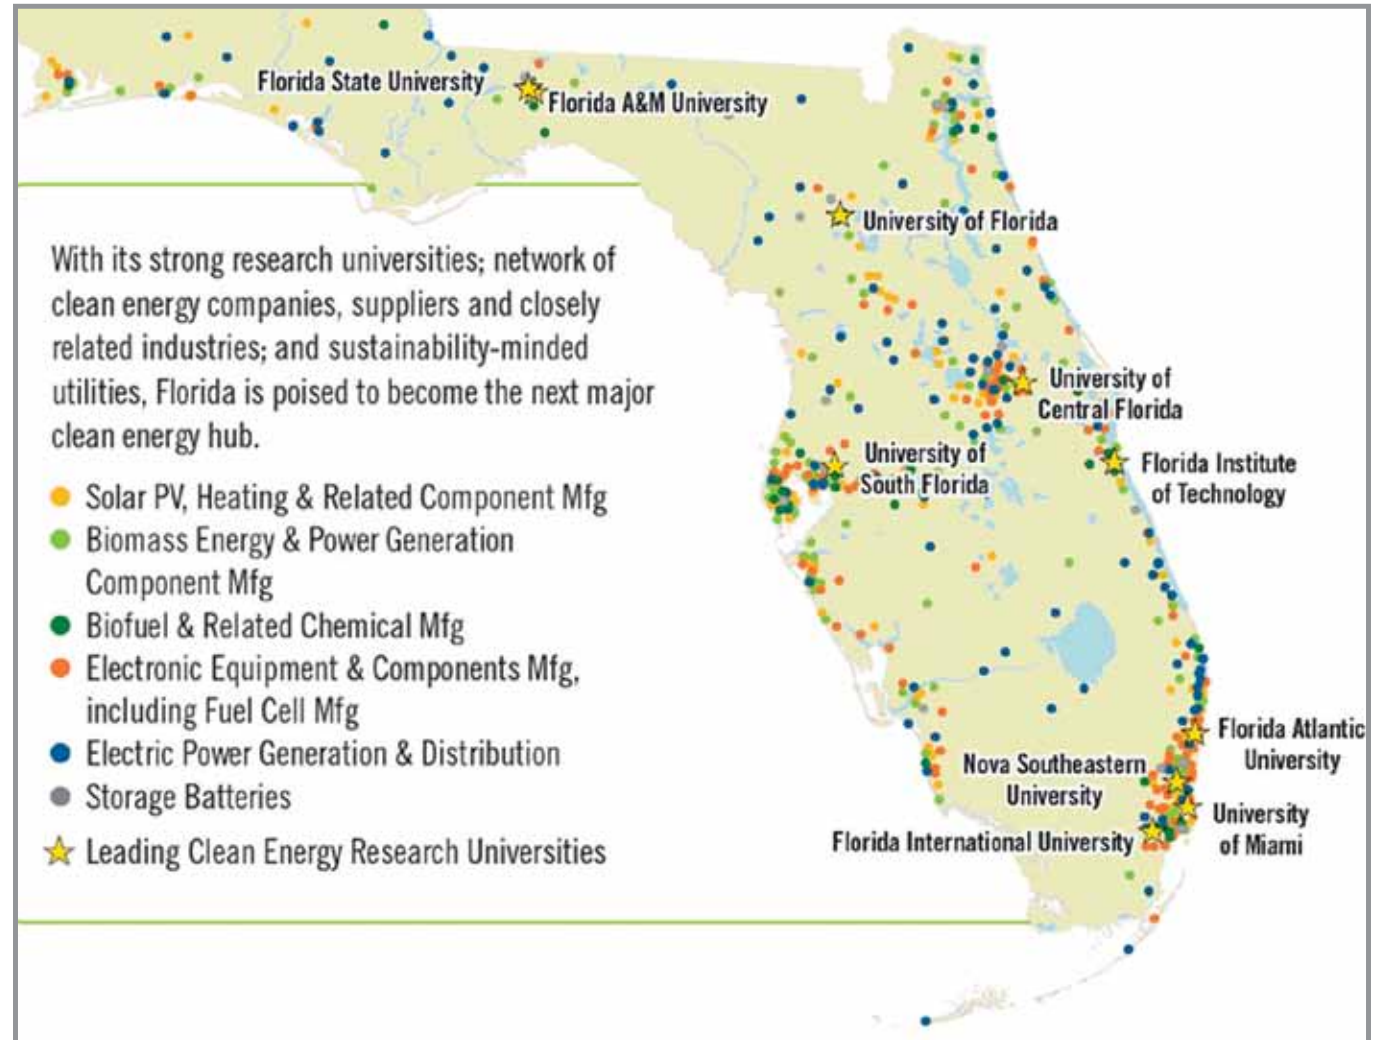 Florida State University
Florida A&M University
University of Florida
With its strong research universities; network of
clean energy companies, suppliers and closely
related industries; and sustainability-minded
utilities, Florida is poised to become the next major
clean energy hub.
University of
Central Florida
University of
South Florida
Florida Institute
of Technology
Solar PV, Heating & Related Component Mfg
Biomass Energy & Power Generation
Component Mfg
Biofuel & Related Chemical Mfg
Electronic Equipment & Components Mfg,
including Fuel Cell Mfg
Electric Power Generation & Distribution
Storage Batteries
Leading Clean Energy Research Universities
Florida Atlantic
University
Nova Southeastern
University
University
of Miami
Florida International University